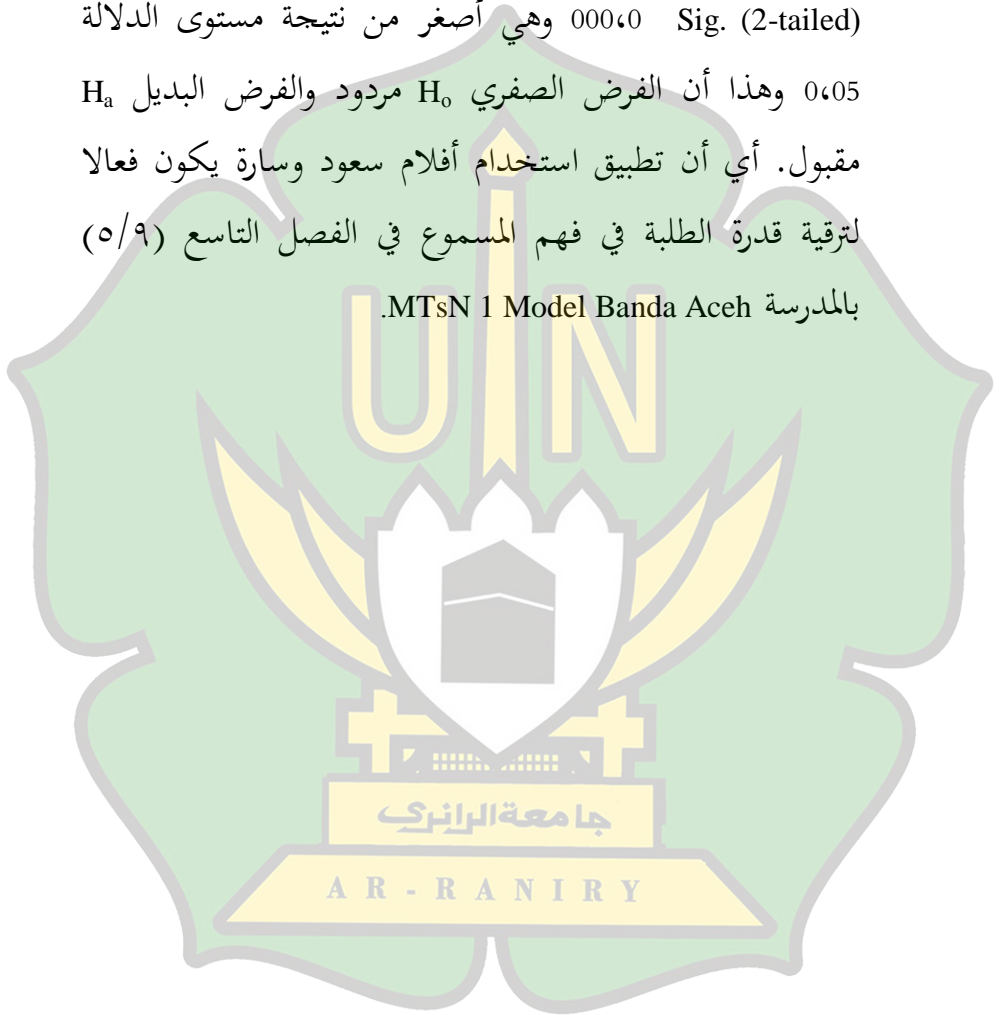 Sig. (2-tailed) 000،0 وهي أصغر من نتيجة مستوى الدلالة
0،05 وهذا أن الفرض الصفري Ho مردود والفرض البديل Ha
مقبول. أي أن تطبيق استخدام أفلام سعود وسارة يكون فعالا
لترقية قدرة الطلبة في فهم المسموع في الفصل التاسع (٥/٩)
بالمدرسة MTsN 1 Model Banda Aceh.
UIN
جامعة الرانري
AR-RANIRY